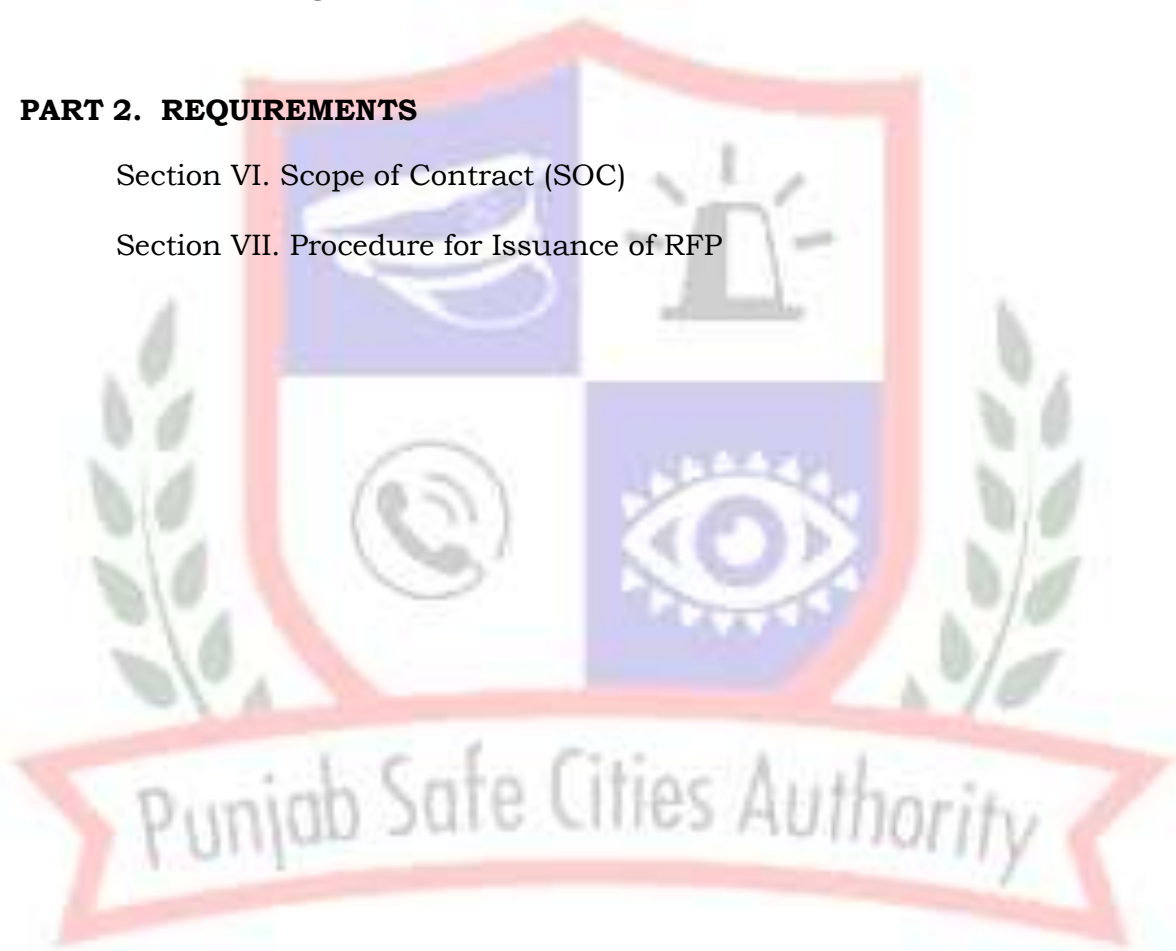 PART 2. REQUIREMENTS
Section VI. Scope of Contract (SOC)
Section VII. Procedure for Issuance of RFP
Punjab Safe Cities Authority